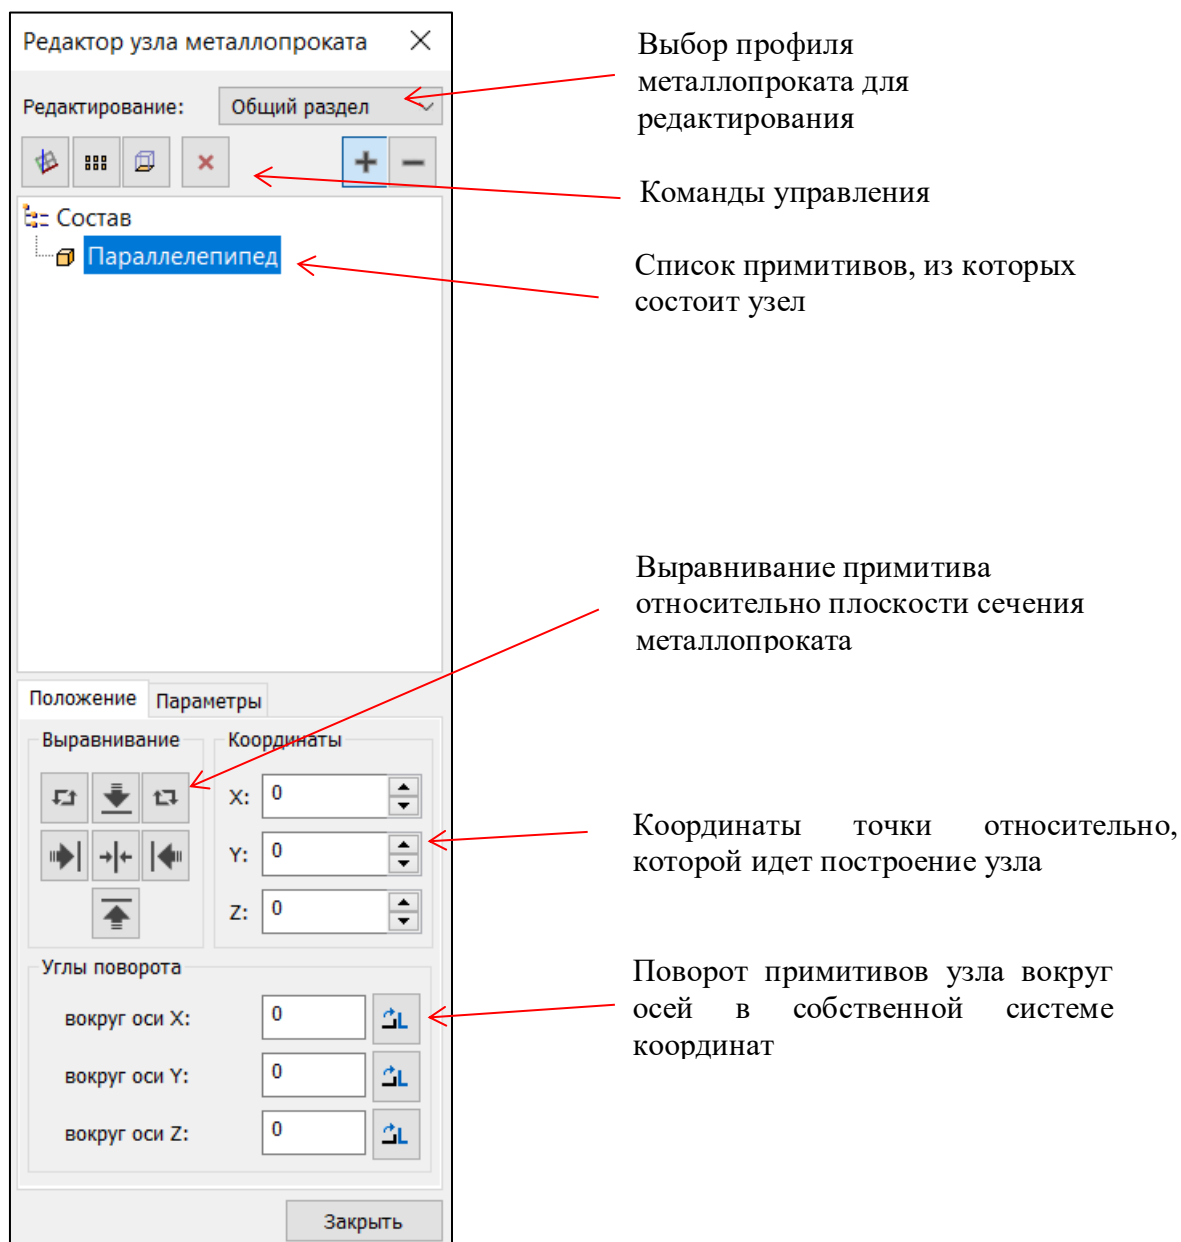 Редактор узла металлопроката
Редактирование:
Общий раздел
Состав
Параллелепипед
Положение
Параметры
Выравнивание
Координаты
X: 0
Y: 0
Z: 0
Углы поворота
вокруг оси X: 0
вокруг оси Y: 0
вокруг оси Z: 0
Закрыть
Выбор профиля
металлопроката для
редактирования
Команды управления
Список примитивов, из которых
состоит узел
Выравнивание примитива
относительно плоскости сечения
металлопроката
Координаты точки относительно,
которой идет построение узла
Поворот примитивов узла вокруг
осей в собственной системе
координат